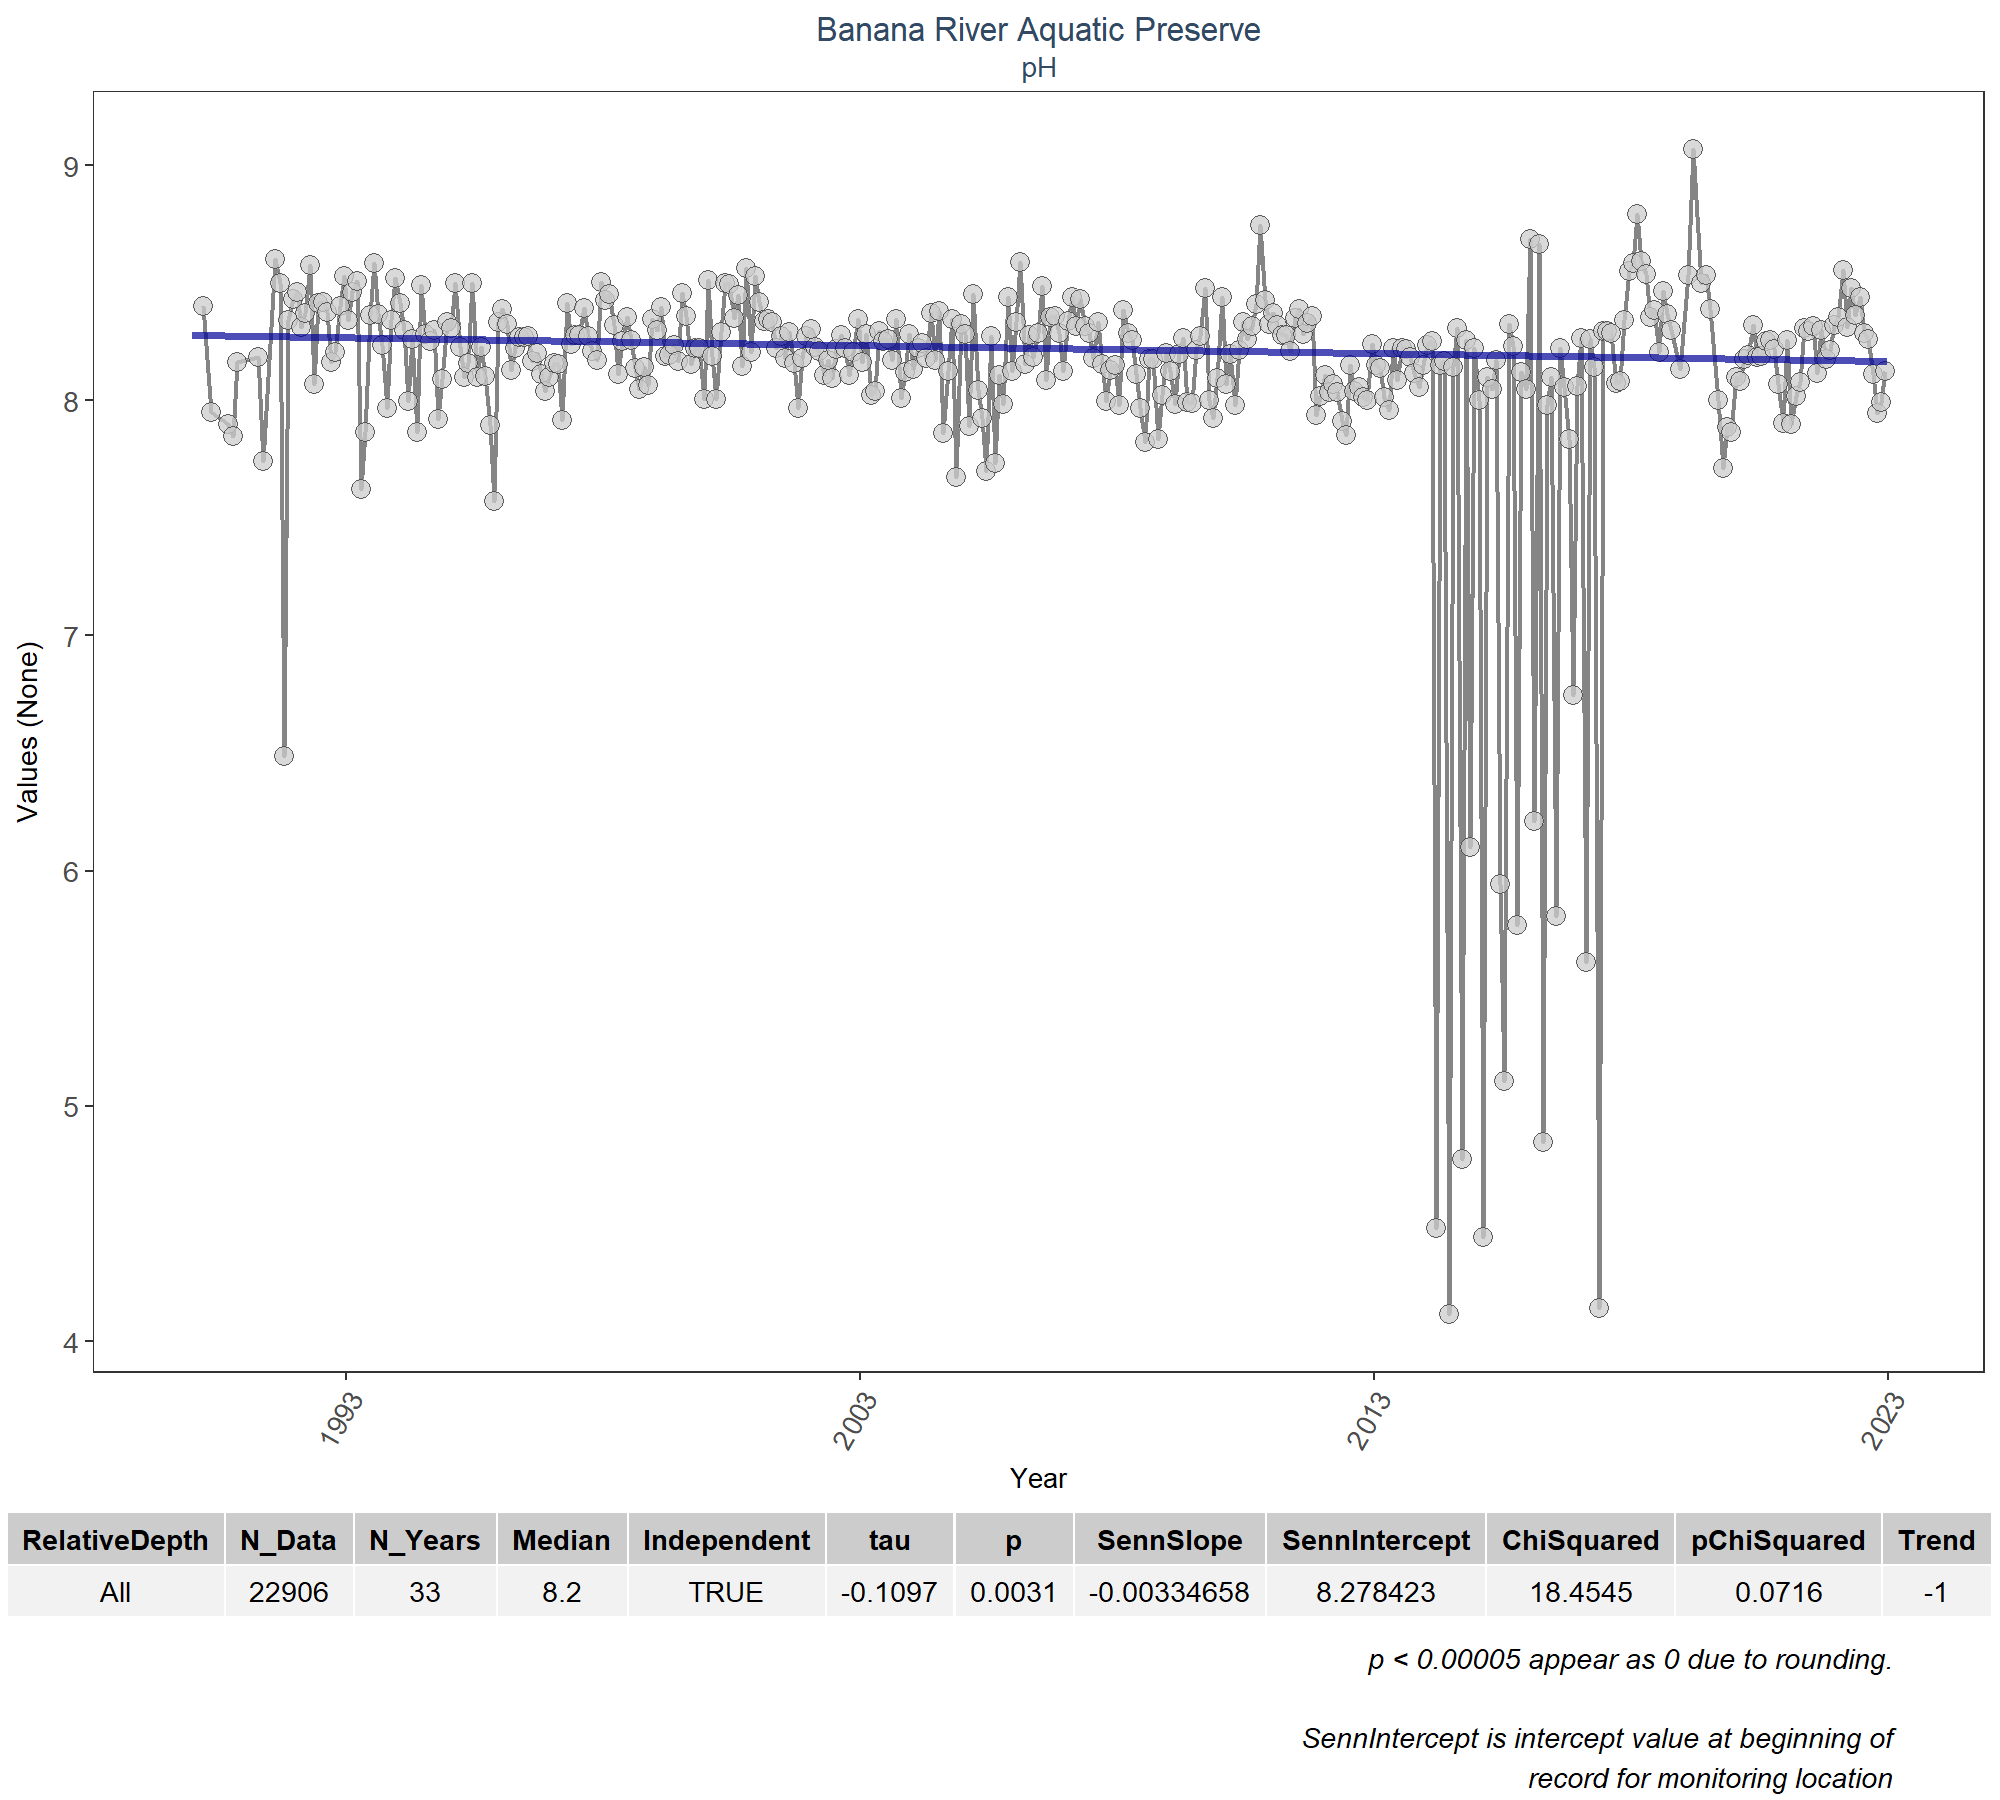 Banana River Aquatic Preserve
pH
Values (None)
9
8
7
6
5
4
1993
2003
2013
2023
Year
RelativeDepth N_Data N_Years Median Independent tau p SennSlope SennIntercept ChiSquared pChiSquared Trend
All 22906 33 8.2 TRUE -0.1097 0.0031 -0.00334658 8.278423 18.4545 0.0716 -1
p < 0.00005 appear as 0 due to rounding.
SennIntercept is intercept value at beginning of
record for monitoring location